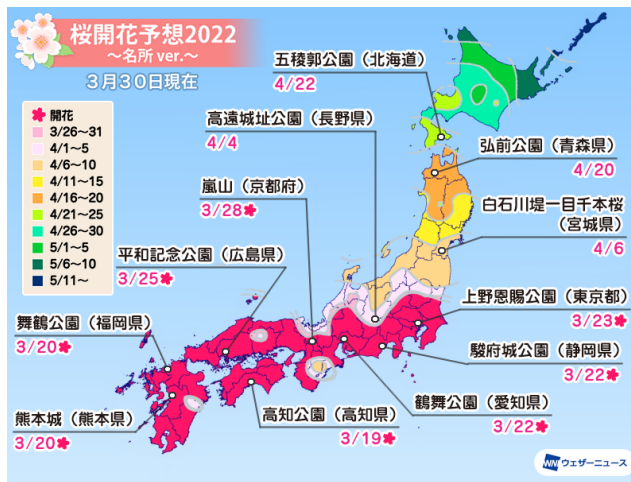 桜開花予想2022
～名所 ver.～
3月30日現在
開花
3/26～31
4/1～5
4/6～10
4/11～15
4/16～20
4/21～25
4/26～30
5/1～5
5/6～10
5/11～
五稜郭公園（北海道）
4/22
高遠城址公園（長野県）
4/4
弘前公園（青森県）
4/20
嵐山（京都府）
3/28
白石川堤一目千本桜
（宮城県）
4/6
平和記念公園（広島県）
3/25
上野恩賜公園（東京都）
3/23
舞鶴公園（福岡県）
3/20
駿府城公園（静岡県）
3/22
鶴舞公園（愛知県）
3/22
熊本城（熊本県）
3/20
高知公園（高知県）
3/19
WNI ウェザーニュース